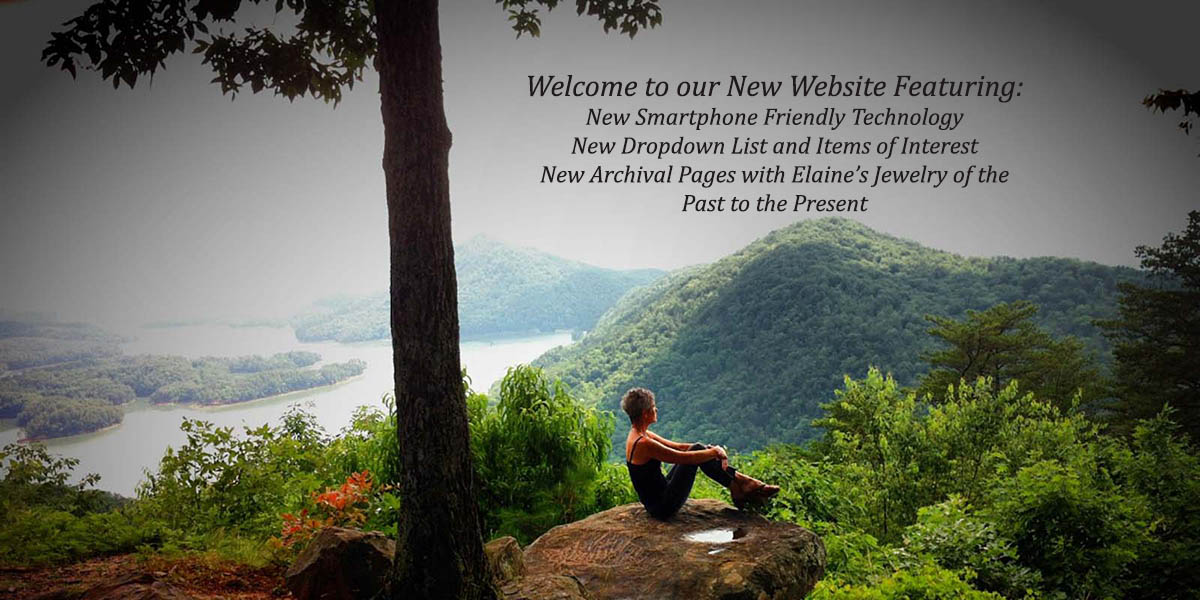 Welcome to our New Website Featuring:
New Smartphone Friendly Technology
New Dropdown List and Items of Interest
New Archival Pages with Elaine’s Jewelry of the
Past to the Present